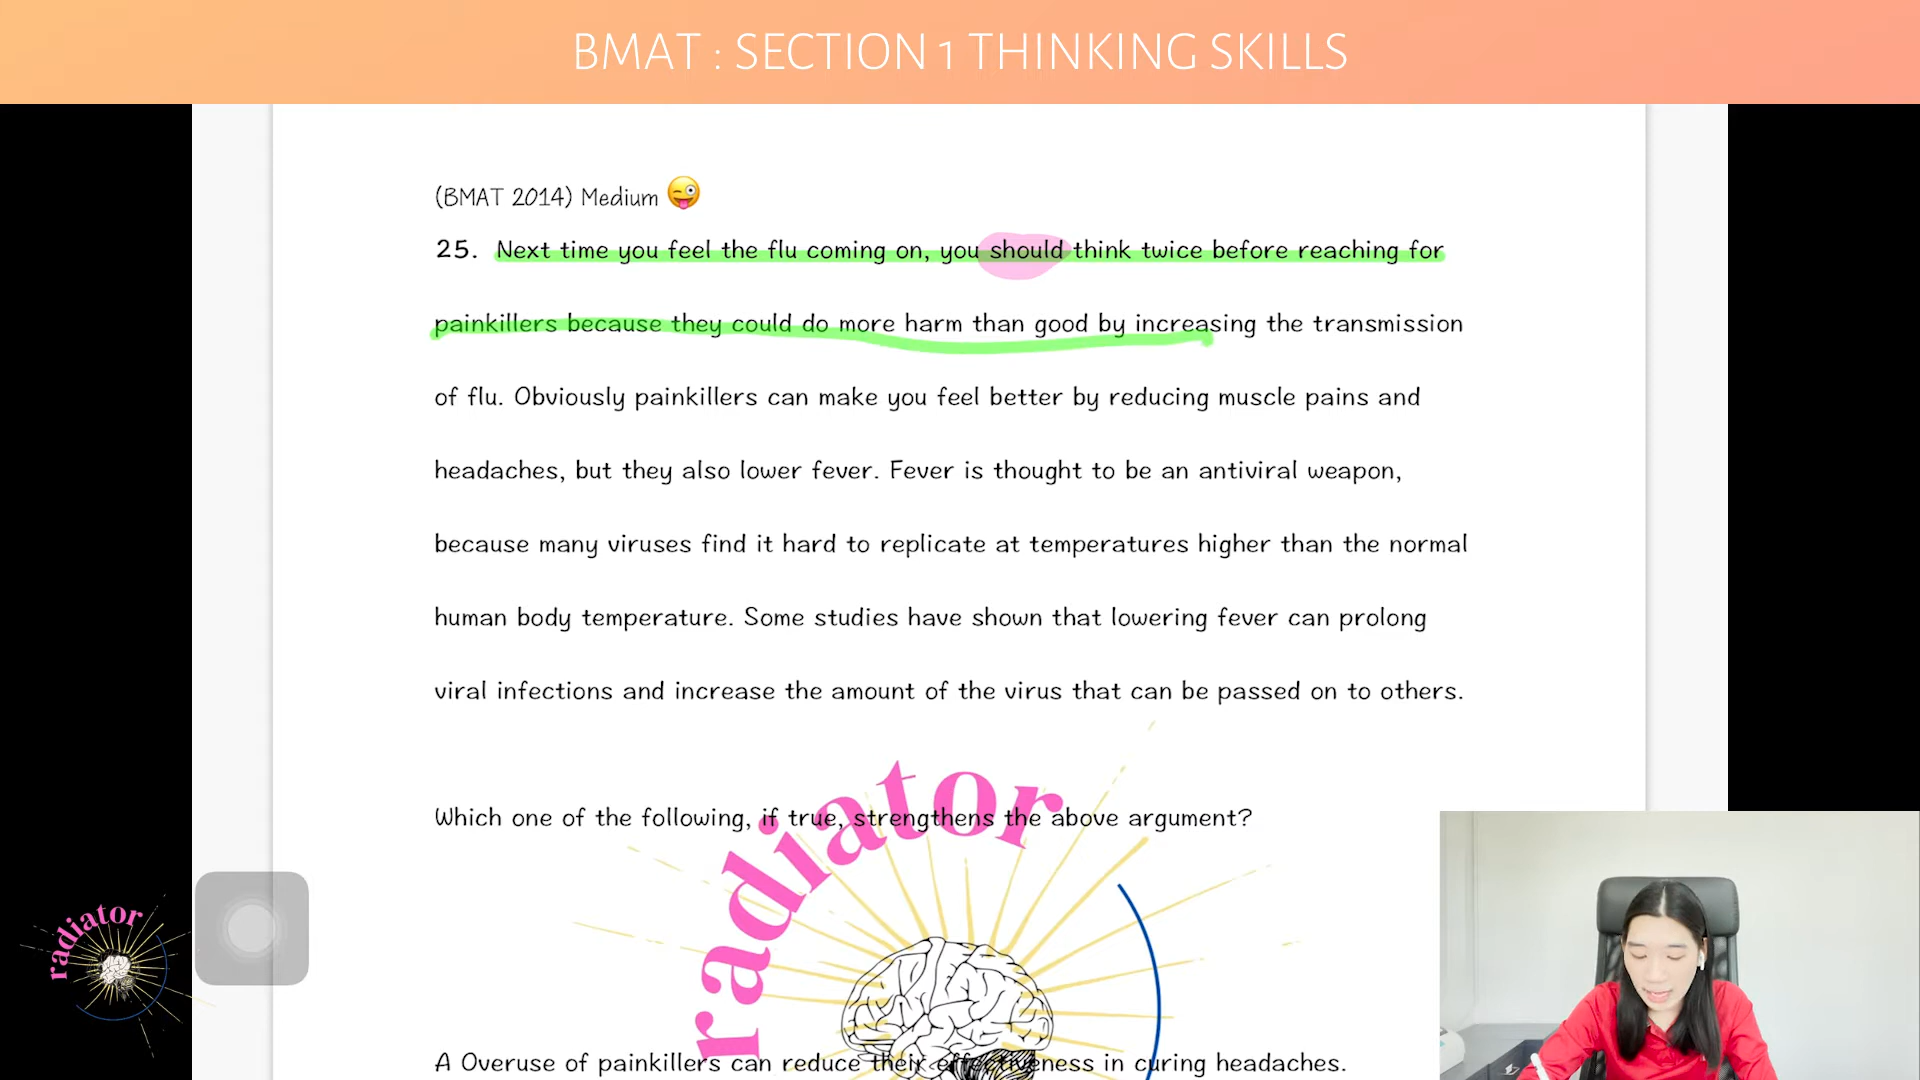 BMAT : SECTION 1 THINKING SKILLS
(BMAT 2014) Medium 😜
25. Next time you feel the flu coming on, you should think twice before reaching for
painkillers because they could do more harm than good by increasing the transmission
of flu. Obviously painkillers can make you feel better by reducing muscle pains and
headaches, but they also lower fever. Fever is thought to be an antiviral weapon,
because many viruses find it hard to replicate at temperatures higher than the normal
human body temperature. Some studies have shown that lowering fever can prolong
viral infections and increase the amount of the virus that can be passed on to others.
Which one of the following, if true, strengthens the above argument?
radiator
radiator
A Overuse of painkillers can reduce their effectiveness in curing headaches.